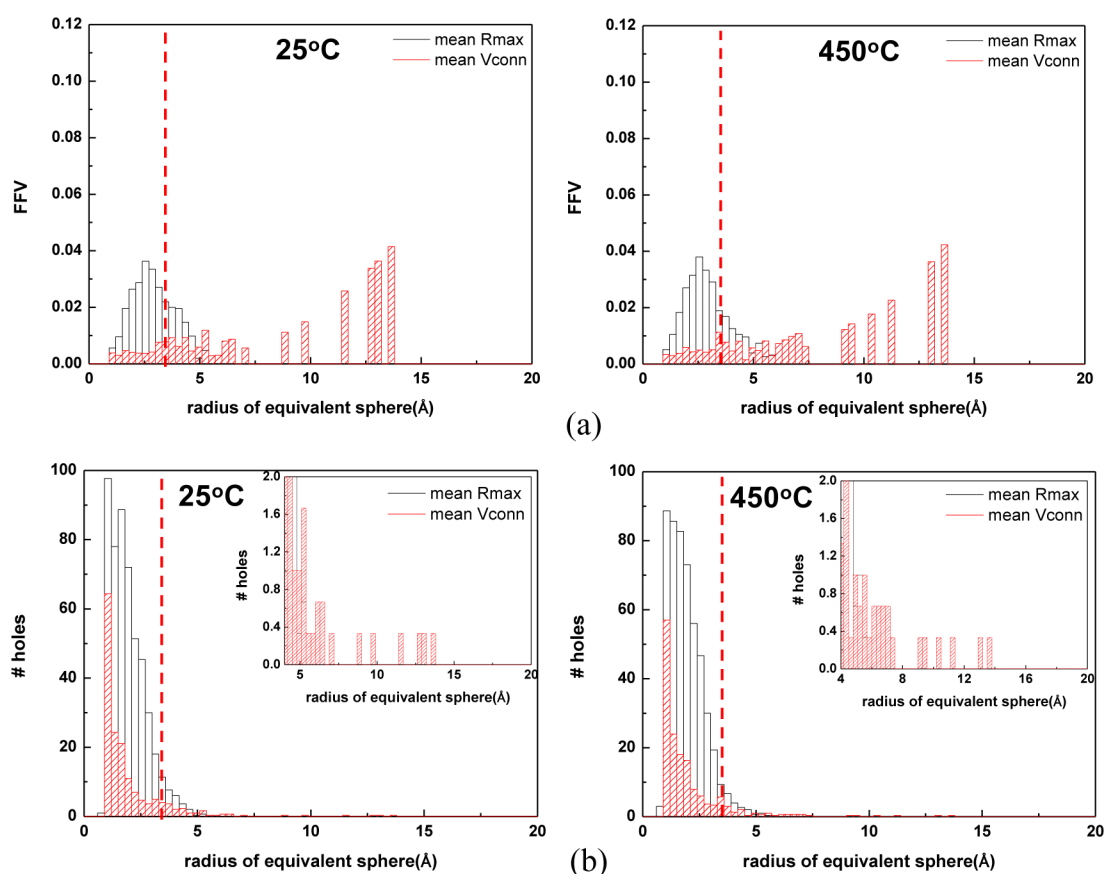 0.12
0.10
0.08
0.06
0.04
0.02
0.00
FFV
25°C
mean Rmax
mean Vconn
0 5 10 15 20
radius of equivalent sphere(Å)
0.12
0.10
0.08
0.06
0.04
0.02
0.00
FFV
450°C
mean Rmax
mean Vconn
0 5 10 15 20
radius of equivalent sphere(Å)
(a)
100
80
60
40
20
0
# holes
25°C
2.0
1.6
1.2
0.8
0.4
0.0
# holes
mean Rmax
mean Vconn
5 10 15 20
radius of equivalent sphere(Å)
0 5 10 15 20
radius of equivalent sphere(Å)
100
80
60
40
20
0
# holes
450°C
2.0
1.6
1.2
0.8
0.4
0.0
# holes
mean Rmax
mean Vconn
4 8 12 16 20
radius of equivalent sphere(Å)
0 5 10 15 20
radius of equivalent sphere(Å)
(b)